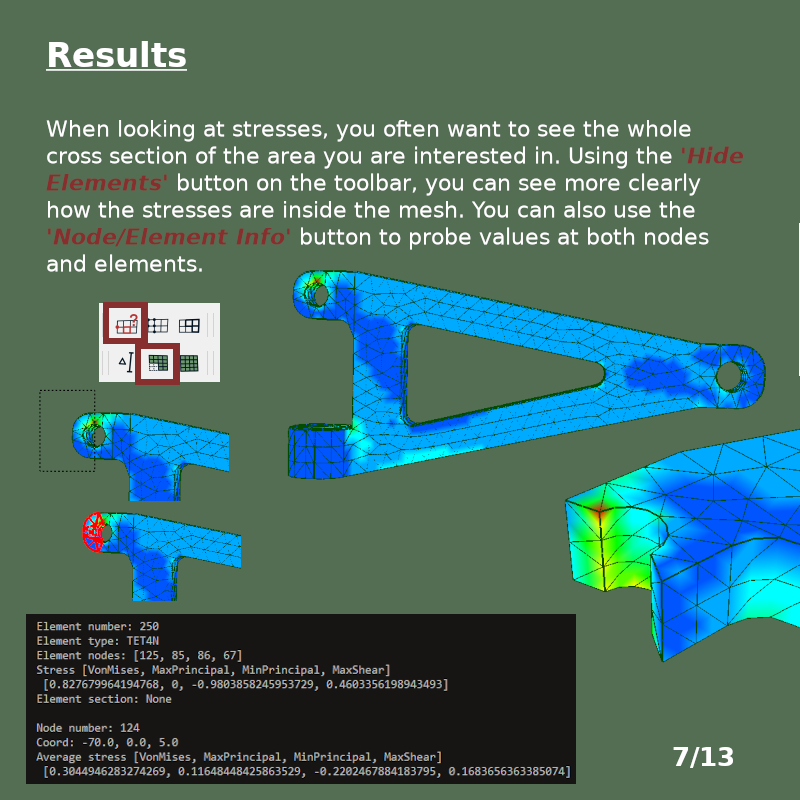 Results
When looking at stresses, you often want to see the whole
cross section of the area you are interested in. Using the 'Hide
Elements' button on the toolbar, you can see more clearly
how the stresses are inside the mesh. You can also use the
'Node/Element Info' button to probe values at both nodes
and elements.
?
Element number: 250
Element type: TET4N
Element nodes: [125, 85, 86, 67]
Stress [VonMises, MaxPrincipal, MinPrincipal, MaxShear]
[0.827679964194768, 0, -0.9803858245953729, 0.4603356198943493]
Element section: None
Node number: 124
Coord: -70.0, 0.0, 5.0
Average stress [VonMises, MaxPrincipal, MinPrincipal, MaxShear]
[0.3044946283274269, 0.11648448425863529, -0.2202467884183795, 0.1683656363385074]
7/13